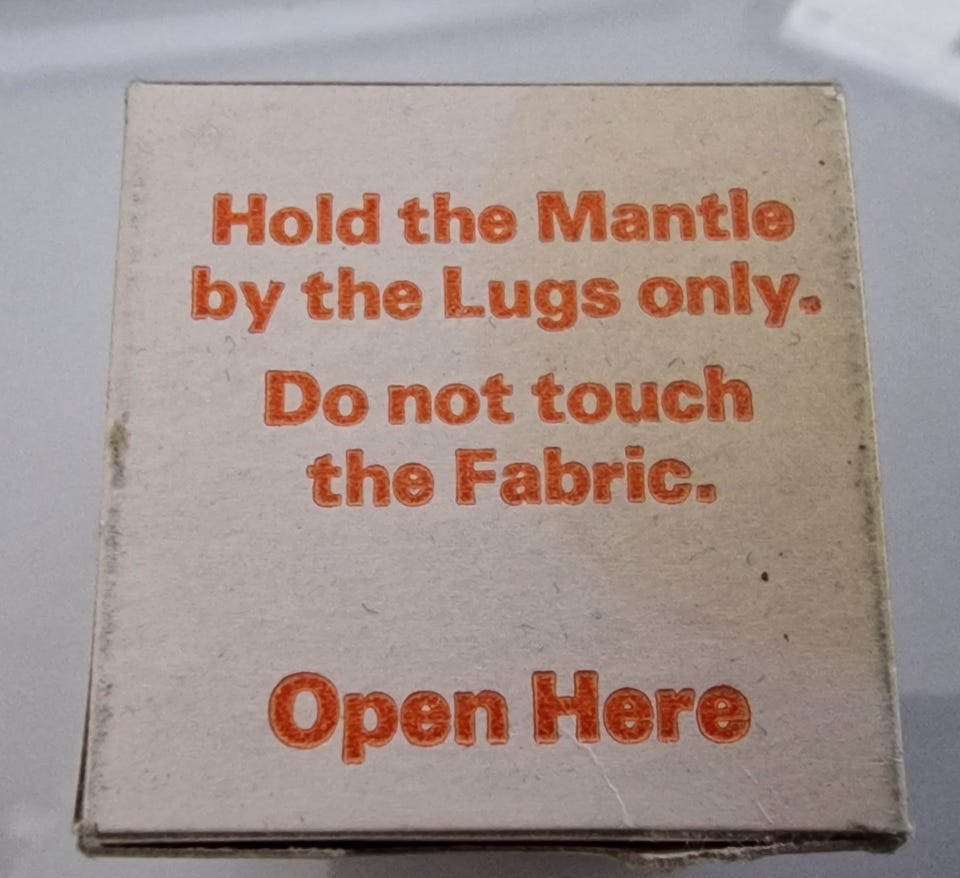 Hold the Mantle
by the Lugs only.
Do not touch
the Fabric.
Open Here